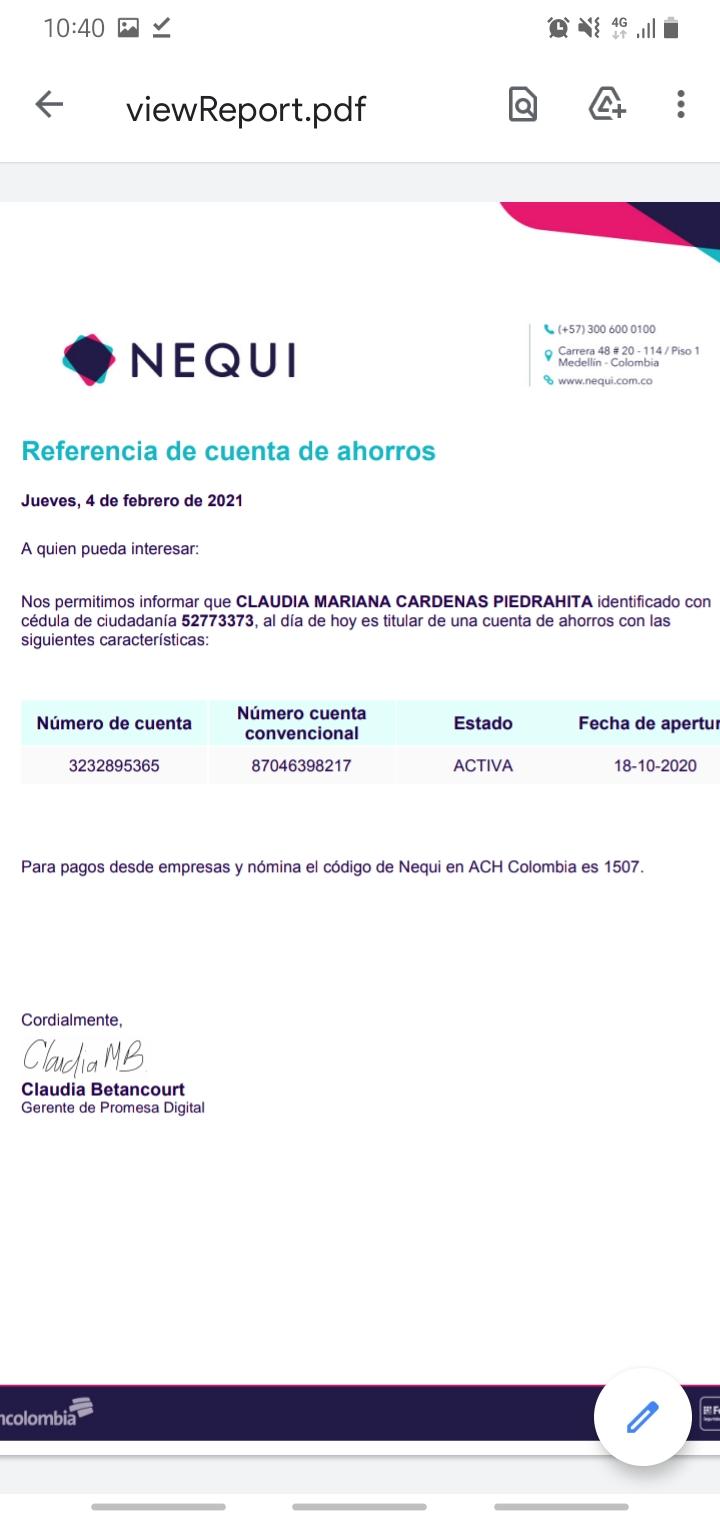 10:40
4G
viewReport.pdf
NEQUI
(+57) 300 600 0100
Carrera 48 # 20 - 114 / Piso 1
Medellín - Colombia
www.nequi.com.co
Referencia de cuenta de ahorros
Jueves, 4 de febrero de 2021
A quien pueda interesar:
Nos permitimos informar que CLAUDIA MARIANA CARDENAS PIEDRAHITA identificado con
cédula de ciudadanía 52773373, al día de hoy es titular de una cuenta de ahorros con las
siguientes características:
Número de cuenta Número cuenta convencional Estado Fecha de apertur
3232895365 87046398217 ACTIVA 18-10-2020
Para pagos desde empresas y nómina el código de Nequi en ACH Colombia es 1507.
Cordialmente,
Claudia MB
Claudia Betancourt
Gerente de Promesa Digital
ncolombia